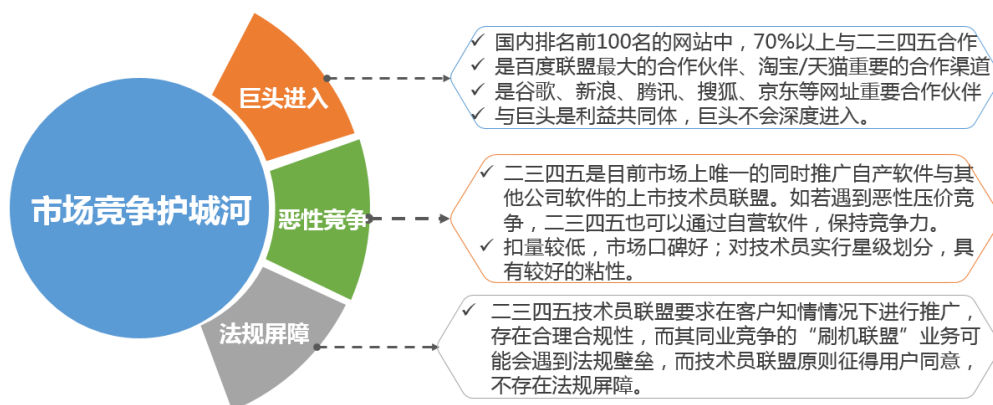 市场竞争护城河
巨头进入
✓ 国内排名前100名的网站中，70%以上与二三四五合作
✓ 是百度联盟最大的合作伙伴、淘宝/天猫重要的合作渠道
✓ 是谷歌、新浪、腾讯、搜狐、京东等网址重要合作伙伴
✓ 与巨头是利益共同体，巨头不会深度进入。
恶性竞争
✓ 二三四五是目前市场上唯一的同时推广自产软件与其
他公司软件的上市技术员联盟。如若遇到恶性压价竞
争，二三四五也可以通过自营软件，保持竞争力。
✓ 扣量较低，市场口碑好；对技术员实行星级划分，具
有较好的粘性。
法规屏障
✓ 二三四五技术员联盟要求在客户知情情况下进行推广，
存在合理合规性，而其同业竞争的“刷机联盟”业务可
能会遇到法规壁垒，而技术员联盟原则征得用户同意，
不存在法规屏障。